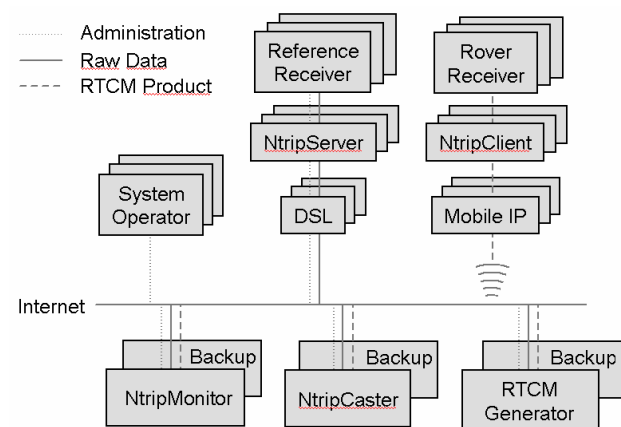 Administration
Raw Data
RTCM Product
Reference
Receiver
Rover
Receiver
NtripServer
NtripClient
System
Operator
DSL
Mobile IP
Internet
Backup
NtripMonitor
Backup
NtripCaster
Backup
RTCM
Generator